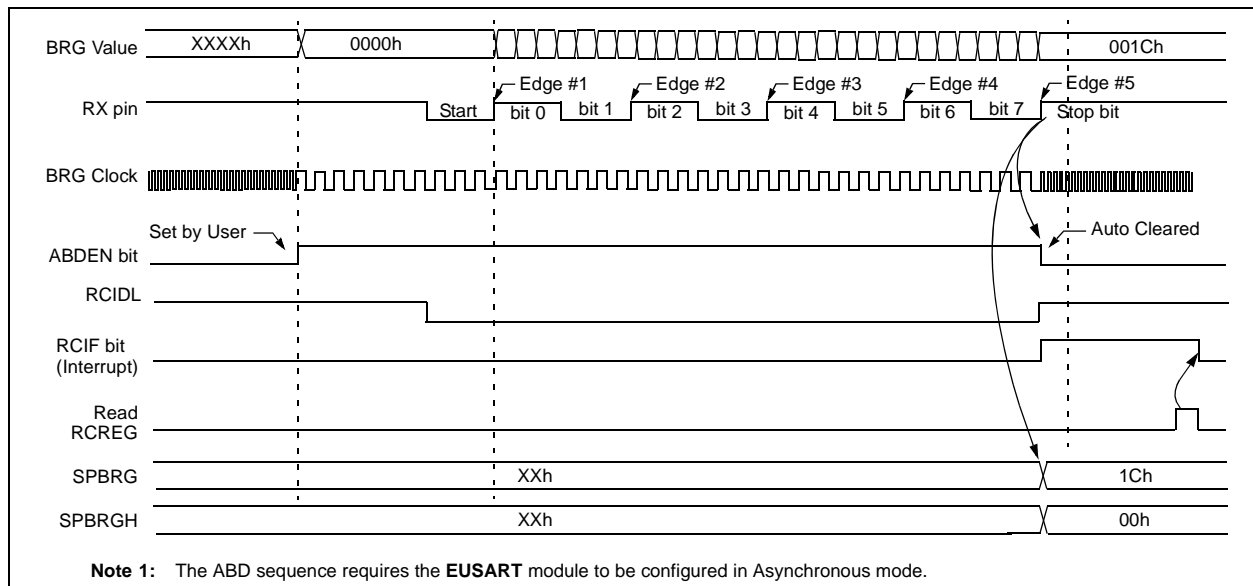 BRG Value XXXXh 0000h 001Ch
Edge #1 Edge #2 Edge #3 Edge #4 Edge #5
RX pin Start bit 0 bit 1 bit 2 bit 3 bit 4 bit 5 bit 6 bit 7 Stop bit
BRG Clock
Set by User Auto Cleared
ABDEN bit
RCIDL
RCIF bit
(Interrupt)
Read
RCREG
SPBRG XXh 1Ch
SPBRGH XXh 00h
Note 1: The ABD sequence requires the EUSART module to be configured in Asynchronous mode.